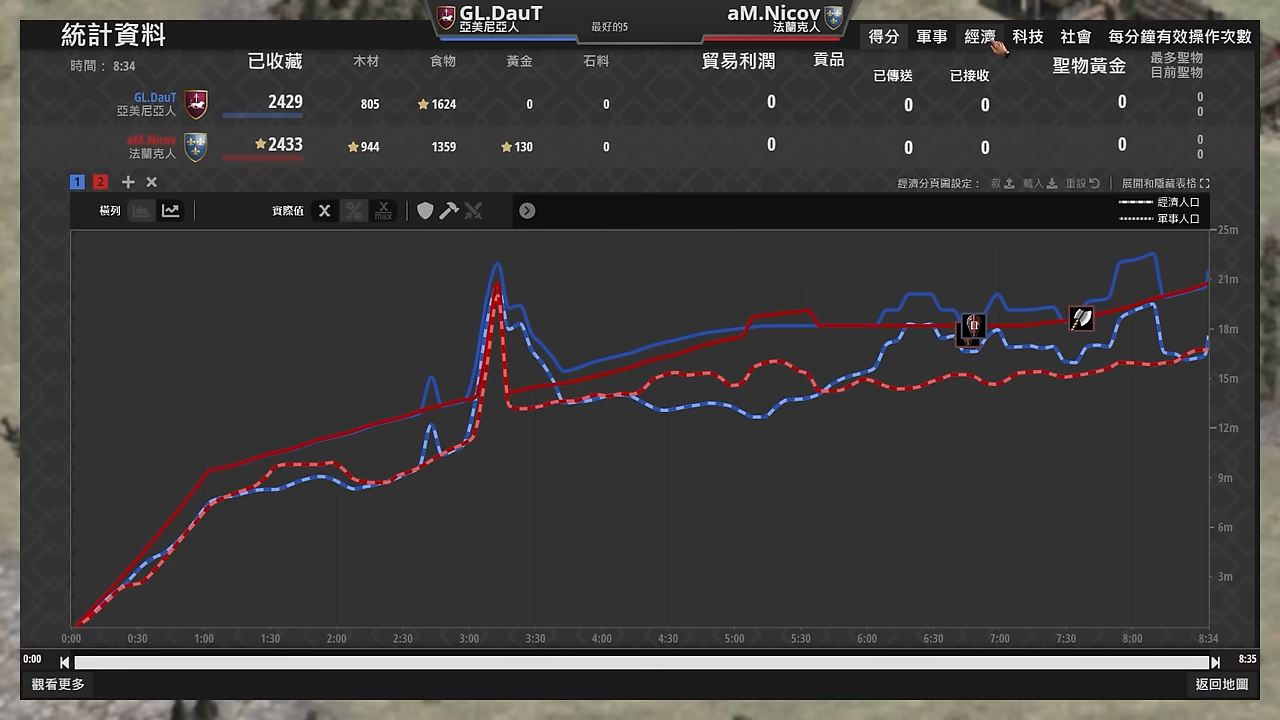 GL.DauT
亞美尼亞人
最好的5
aM.Nicov
法蘭克人
統計資料
得分 軍事 經濟 科技 社會 每分鐘有效操作次數
時間： 8:34
已收藏 木材 食物 黃金 石料 貿易利潤 貢品 已傳送 已接收 聖物黃金 最多聖物
目前聖物
GL.DauT
亞美尼亞人
2429 805 1624 0 0 0 0 0 0 0
0
aM.Nicov
法蘭克人
2433 944 1359 130 0 0 0 0 0 0
0
1 2
經濟分頁圖設定： 載入 重設 展開和隱藏表格
橫列 實際值 X % X max
經濟人口
軍事人口
25m
21m
18m
15m
12m
9m
6m
3m
0:00 0:30 1:00 1:30 2:00 2:30 3:00 3:30 4:00 4:30 5:00 5:30 6:00 6:30 7:00 7:30 8:00 8:34
0:00 8:35
觀看更多 返回地圖